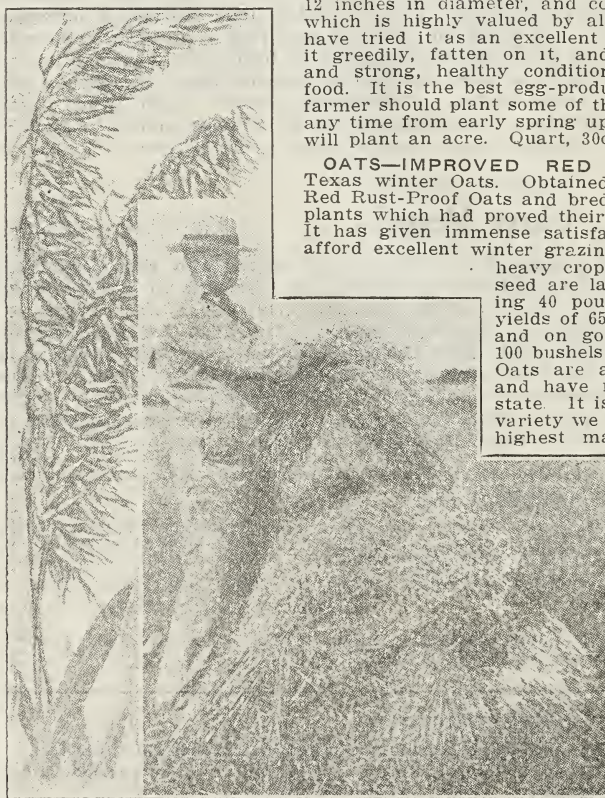 12 inches in diameter, and co
which is highly valued by al
have tried it as an excellent
it greedily, fatten on it, and
and strong, healthy condition
food. It is the best egg-produ
farmer should plant some of th
any time from early spring up
will plant an acre. Quart, 30c
OATS—IMPROVED RED
Texas winter Oats. Obtained
Red Rust-Proof Oats and bred
plants which had proved their
It has given immense satisfa
afford excellent winter grazin
heavy crop
seed are la
ing 40 pou
yields of 65
and on go
100 bushels
Oats are a
and have 
state. It is
variety we
highest ma